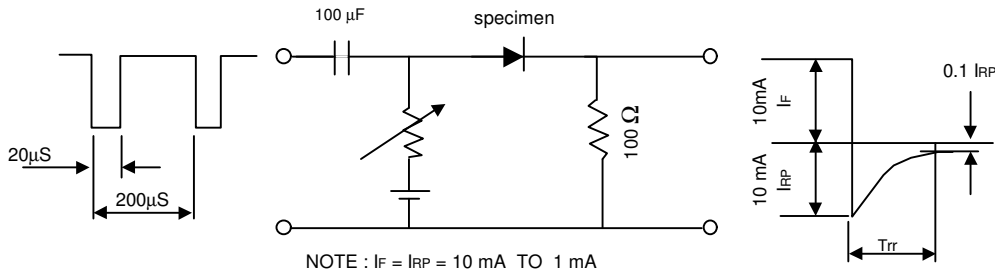 100 µF
specimen
20µS
200µS
100 Ω
10mA
IF
10 mA
IRP
0.1 IRP
Trr
NOTE : IF = IRP = 10 mA TO 1 mA